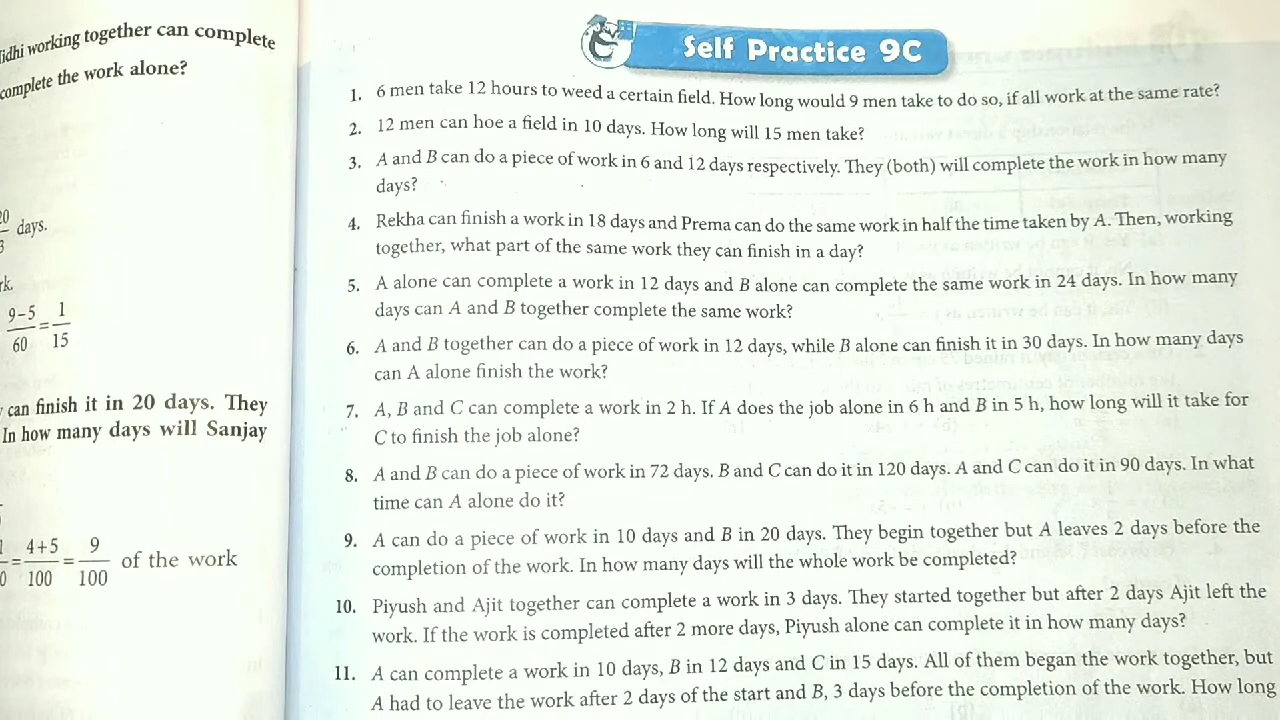 idhi working together can complete
complete the work alone?
days.
9-5 1
=
60 15
can finish it in 20 days. They
In how many days will Sanjay
= 4+5 = 9 of the work
100 100
Self Practice 9C
1. 6 men take 12 hours to weed a certain field. How long would 9 men take to do so, if all work at the same rate?
2. 12 men can hoe a field in 10 days. How long will 15 men take?
3. A and B can do a piece of work in 6 and 12 days respectively. They (both) will complete the work in how many
days?
4. Rekha can finish a work in 18 days and Prema can do the same work in half the time taken by A. Then, working
together, what part of the same work they can finish in a day?
5. A alone can complete a work in 12 days and B alone can complete the same work in 24 days. In how many
days can A and B together complete the same work?
6. A and B together can do a piece of work in 12 days, while B alone can finish it in 30 days. In how many days
can A alone finish the work?
7. A, B and C can complete a work in 2 h. If A does the job alone in 6 h and B in 5 h, how long will it take for
C to finish the job alone?
8. A and B can do a piece of work in 72 days. B and C can do it in 120 days. A and C can do it in 90 days. In what
time can A alone do it?
9. A can do a piece of work in 10 days and B in 20 days. They begin together but A leaves 2 days before the
completion of the work. In how many days will the whole work be completed?
10. Piyush and Ajit together can complete a work in 3 days. They started together but after 2 days Ajit left the
work. If the work is completed after 2 more days, Piyush alone can complete it in how many days?
11. A can complete a work in 10 days, B in 12 days and C in 15 days. All of them began the work together, but
A had to leave the work after 2 days of the start and B, 3 days before the completion of the work. How long